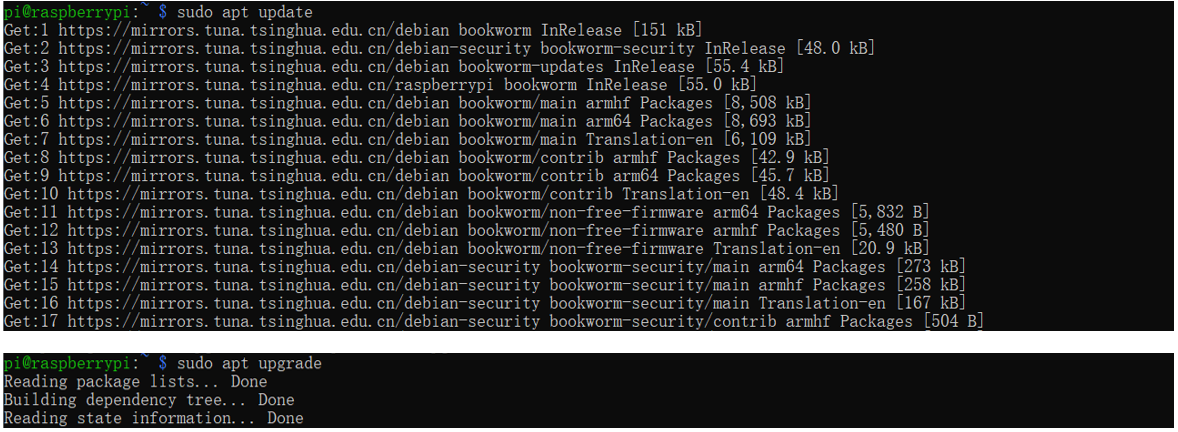 pi@raspberrypi:~ $ sudo apt update
Get:1 https://mirrors.tuna.tsinghua.edu.cn/debian bookworm InRelease [151 kB]
Get:2 https://mirrors.tuna.tsinghua.edu.cn/debian-security bookworm-security InRelease [48.0 kB]
Get:3 https://mirrors.tuna.tsinghua.edu.cn/debian bookworm-updates InRelease [55.4 kB]
Get:4 https://mirrors.tuna.tsinghua.edu.cn/raspberrypi bookworm InRelease [55.0 kB]
Get:5 https://mirrors.tuna.tsinghua.edu.cn/debian bookworm/main armhf Packages [8,508 kB]
Get:6 https://mirrors.tuna.tsinghua.edu.cn/debian bookworm/main arm64 Packages [8,693 kB]
Get:7 https://mirrors.tuna.tsinghua.edu.cn/debian bookworm/main Translation-en [6,109 kB]
Get:8 https://mirrors.tuna.tsinghua.edu.cn/debian bookworm/contrib armhf Packages [42.9 kB]
Get:9 https://mirrors.tuna.tsinghua.edu.cn/debian bookworm/contrib arm64 Packages [45.7 kB]
Get:10 https://mirrors.tuna.tsinghua.edu.cn/debian bookworm/contrib Translation-en [48.4 kB]
Get:11 https://mirrors.tuna.tsinghua.edu.cn/debian bookworm/non-free-firmware arm64 Packages [5,832 B]
Get:12 https://mirrors.tuna.tsinghua.edu.cn/debian bookworm/non-free-firmware armhf Packages [5,480 B]
Get:13 https://mirrors.tuna.tsinghua.edu.cn/debian bookworm/non-free-firmware Translation-en [20.9 kB]
Get:14 https://mirrors.tuna.tsinghua.edu.cn/debian-security bookworm-security/main arm64 Packages [273 kB]
Get:15 https://mirrors.tuna.tsinghua.edu.cn/debian-security bookworm-security/main armhf Packages [258 kB]
Get:16 https://mirrors.tuna.tsinghua.edu.cn/debian-security bookworm-security/main Translation-en [167 kB]
Get:17 https://mirrors.tuna.tsinghua.edu.cn/debian-security bookworm-security/contrib armhf Packages [504 B]
pi@raspberrypi:~ $ sudo apt upgrade
Reading package lists... Done
Building dependency tree... Done
Reading state information... Done